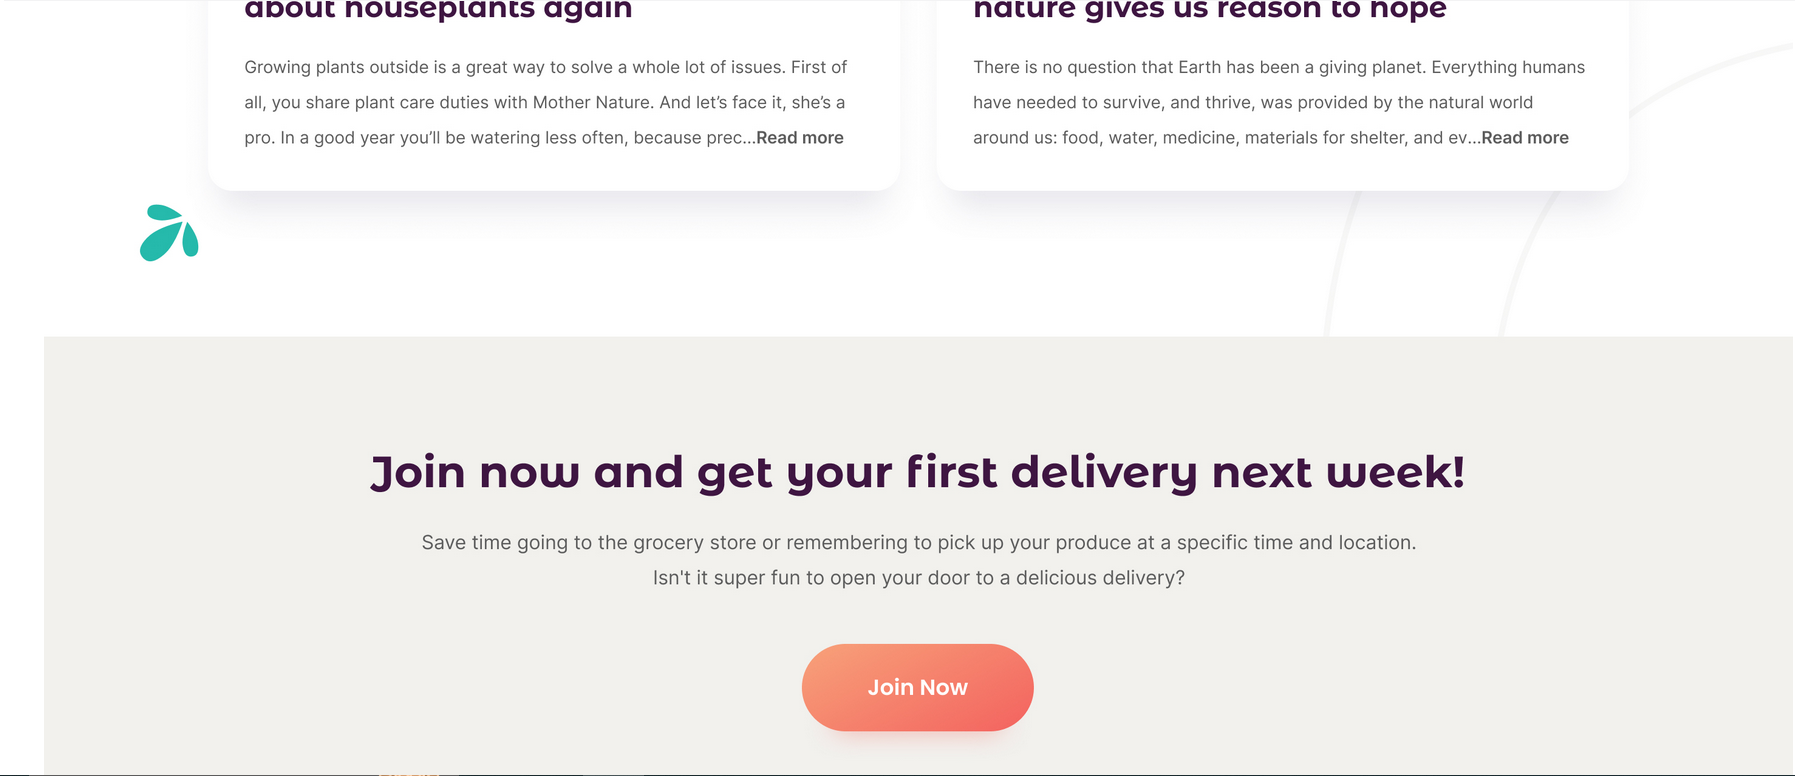 about houseplants again
Growing plants outside is a great way to solve a whole lot of issues. First of
all, you share plant care duties with Mother Nature. And let’s face it, she’s a
pro. In a good year you’ll be watering less often, because prec...Read more
nature gives us reason to hope
There is no question that Earth has been a giving planet. Everything humans
have needed to survive, and thrive, was provided by the natural world
around us: food, water, medicine, materials for shelter, and ev...Read more
Join now and get your first delivery next week!
Save time going to the grocery store or remembering to pick up your produce at a specific time and location.
Isn't it super fun to open your door to a delicious delivery?
Join Now